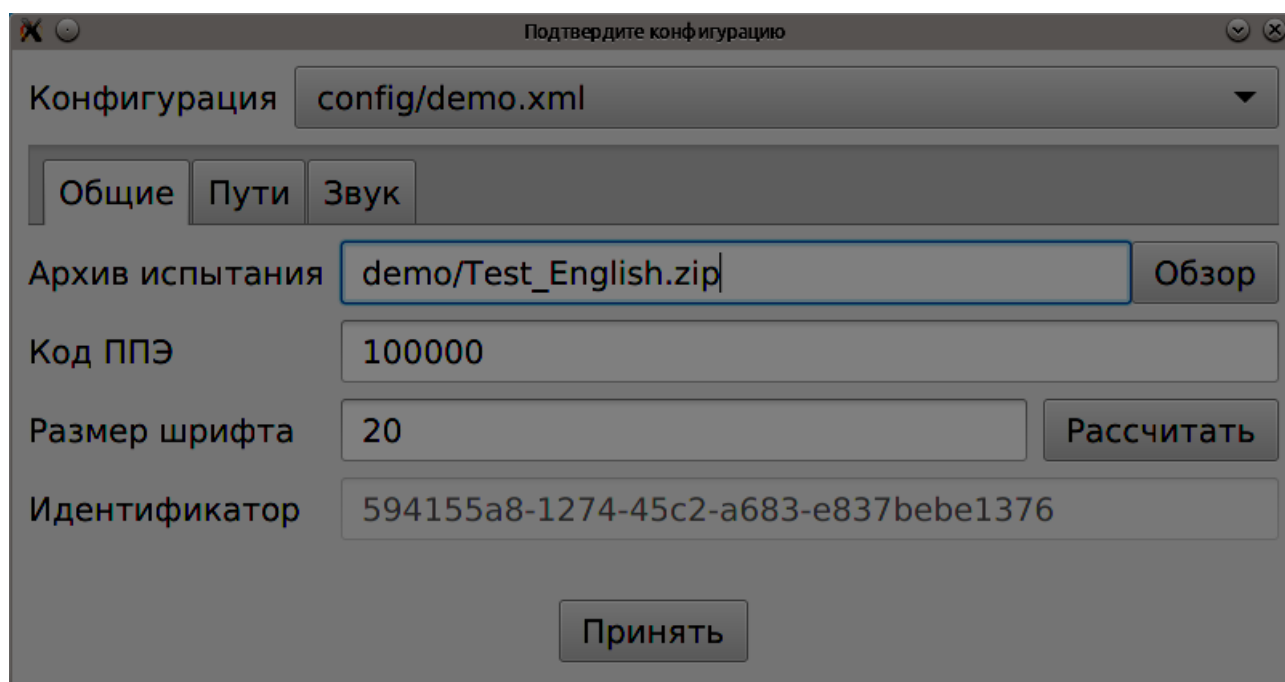 Подтвердите конфигурацию
Конфигурация config/demo.xml
Общие Пути Звук
Архив испытания demo/Test_English.zip Обзор
Код ППЭ 100000
Размер шрифта 20 Рассчитать
Идентификатор 594155a8-1274-45c2-a683-e837bebe1376
Принять